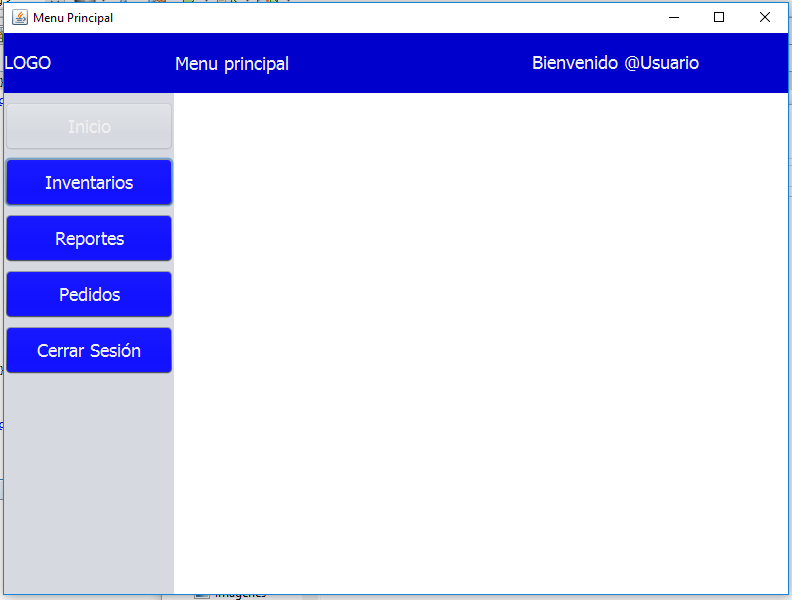 Menu Principal
LOGO
Menu principal
Bienvenido @Usuario
Inicio
Inventarios
Reportes
Pedidos
Cerrar Sesión